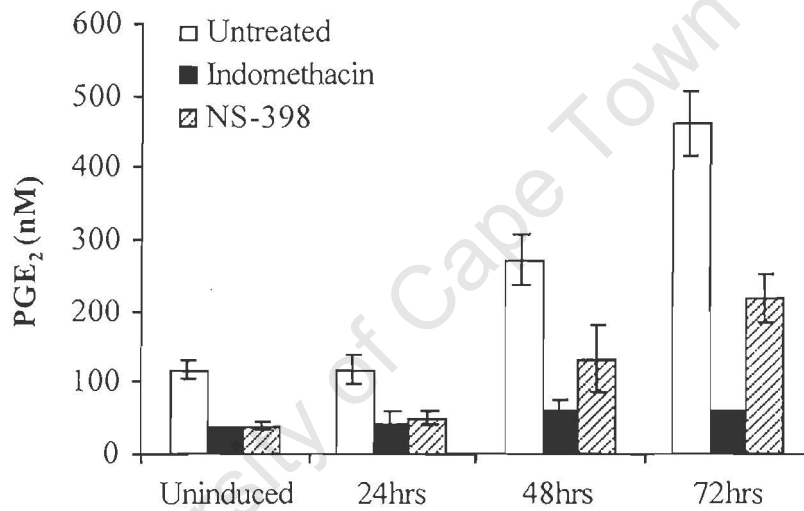 600
500
400
300
200
100
0
PGE₂ (nM)
Untreated
Indomethacin
NS-398
Uninduced 24hrs 48hrs 72hrs
ersity of Cape Town